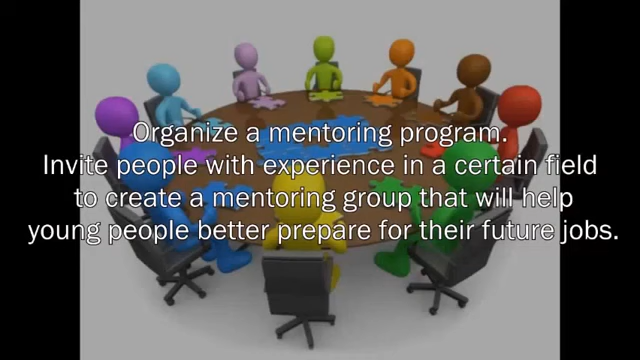 Organize a mentoring program.
Invite people with experience in a certain field
to create a mentoring group that will help
young people better prepare for their future jobs.